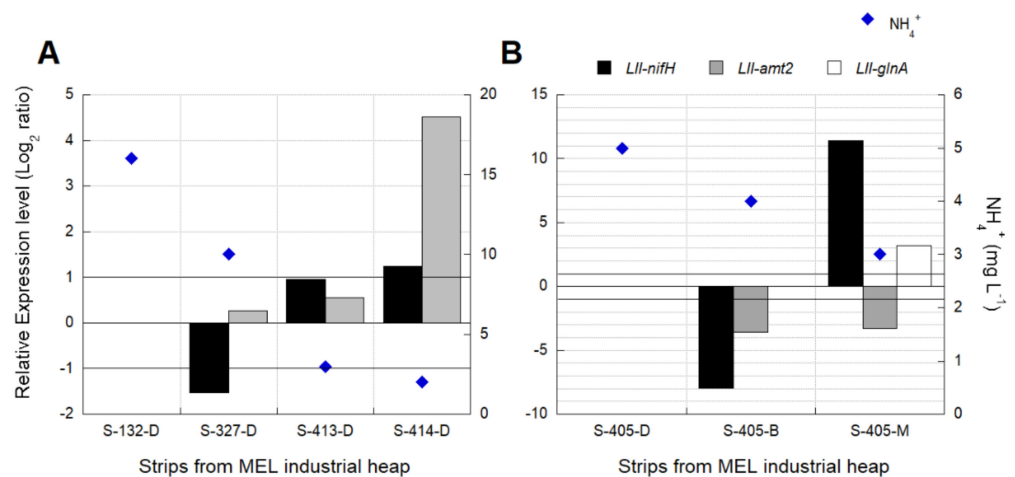 A
B
NH4+
LII-nifH LII-amt2 LII-glnA
Relative Expression level (Log2 ratio)
5
4
3
2
1
0
-1
-2
20
15
10
5
0
S-132-D S-327-D S-413-D S-414-D
Strips from MEL industrial heap
15
10
5
0
-5
-10
6
5
4
3
2
1
0
NH4+ (mg L-1)
S-405-D S-405-B S-405-M
Strips from MEL industrial heap